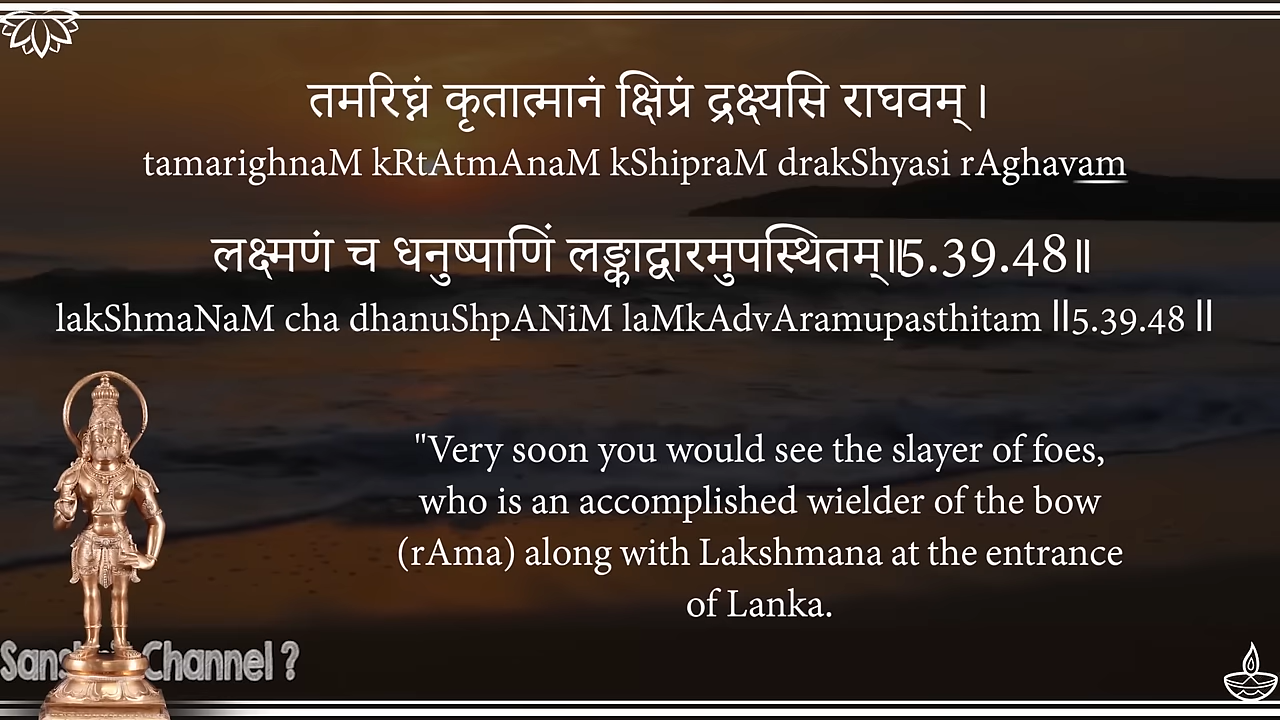 तमरिघ्नं कृतात्मानं क्षिप्रं द्रक्ष्यसि राघवम् ।
tamarighnaM kRtAtmAnaM kShipraM drakShyasi rAghavam
लक्ष्मणं च धनुष्पाणिं लङ्काद्वारमुपस्थितम्॥5.39.48॥
lakShmaNaM cha dhanuShpANiM laMkAdvAramupasthitam ||5.39.48 ||
"Very soon you would see the slayer of foes,
who is an accomplished wielder of the bow
(rAma) along with Lakshmana at the entrance
of Lanka.
Channel ?